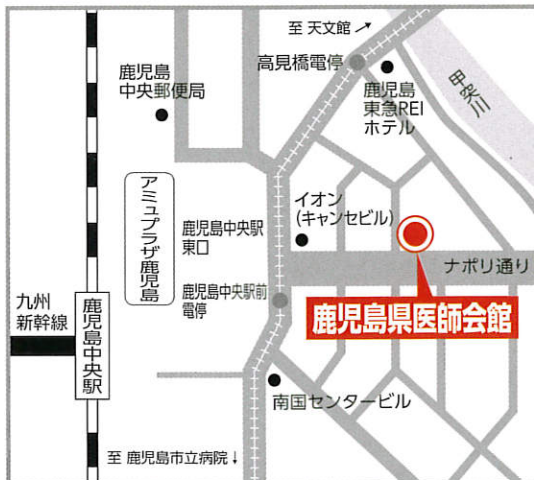 至 天文館
高見橋電停
鹿児島
中央郵便局
鹿児島
東急REI
ホテル
甲突川
アミュプラザ鹿児島
鹿児島中央駅
東口
イオン
(キャンセビル)
ナポリ通り
鹿児島中央駅前
電停
九州
新幹線
鹿児島中央駅
鹿児島県医師会館
南国センタービル
至 鹿児島市立病院